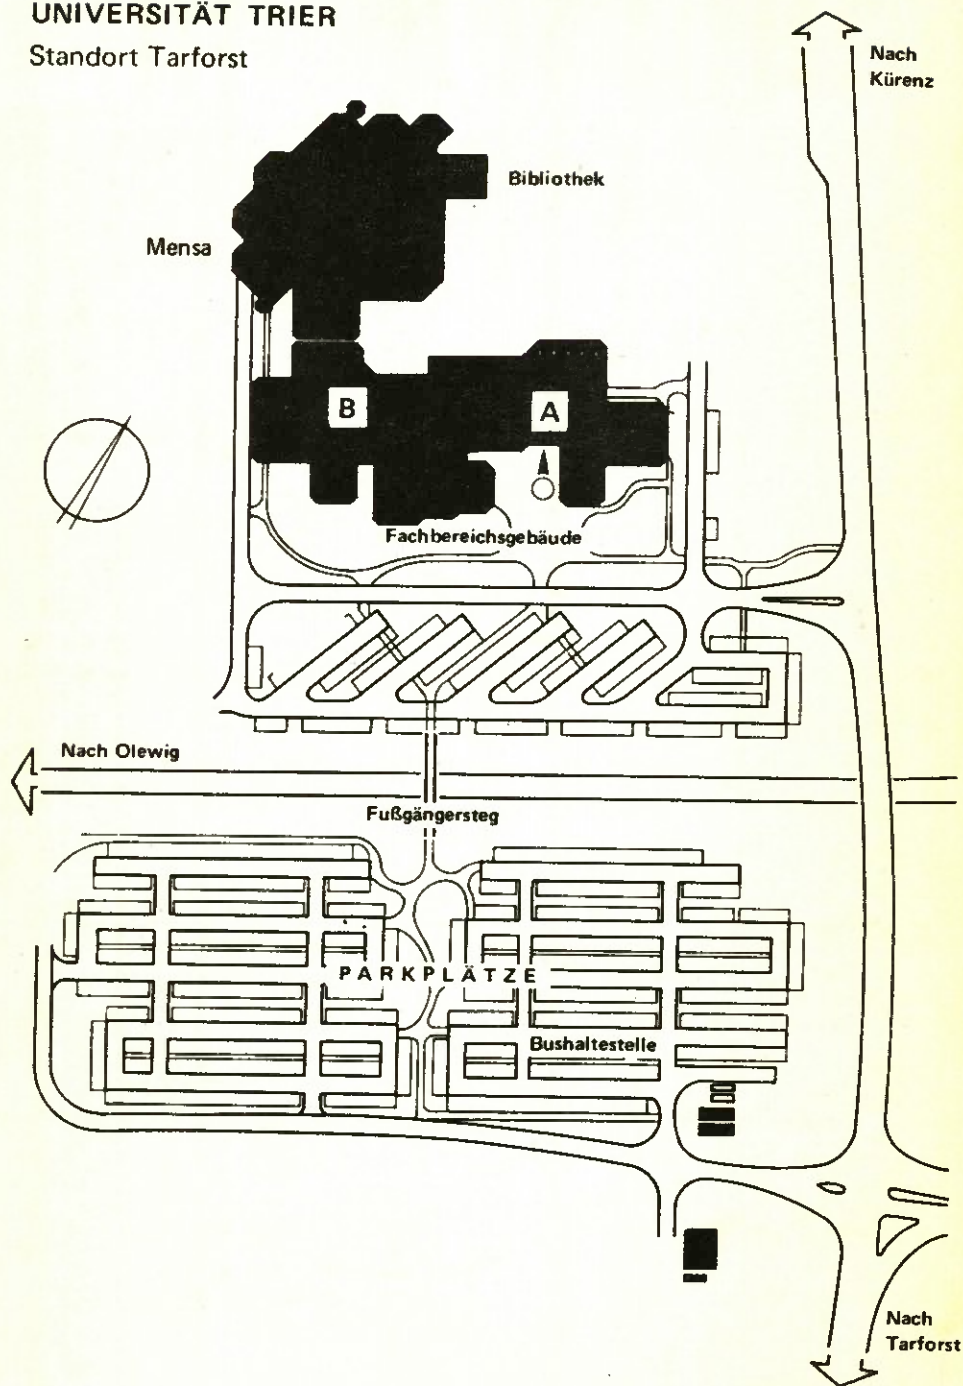 UNIVERSITÄT TRIER
Standort Tarforst
Nach
Kürenz
Bibliothek
Mensa
B
A
Fachbereichsgebäude
Nach Olewig
Fußgängersteg
PARKPLÄTZE
Bushaltestelle
Nach
Tarforst